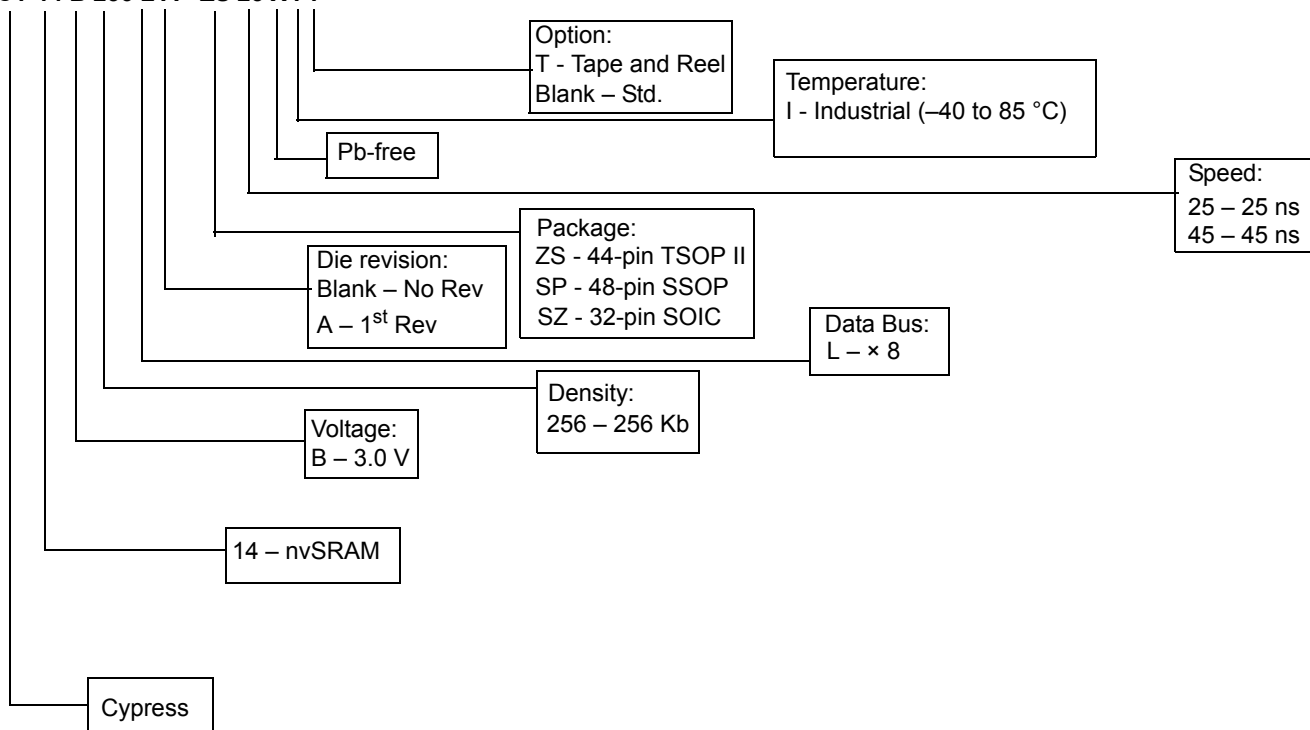 Option:
T - Tape and Reel
Blank – Std.
Temperature:
I - Industrial (–40 to 85 °C)
Pb-free
Speed:
25 – 25 ns
45 – 45 ns
Package:
ZS - 44-pin TSOP II
SP - 48-pin SSOP
SZ - 32-pin SOIC
Die revision:
Blank – No Rev
A – 1st Rev
Data Bus:
L – × 8
Density:
256 – 256 Kb
Voltage:
B – 3.0 V
14 – nvSRAM
Cypress